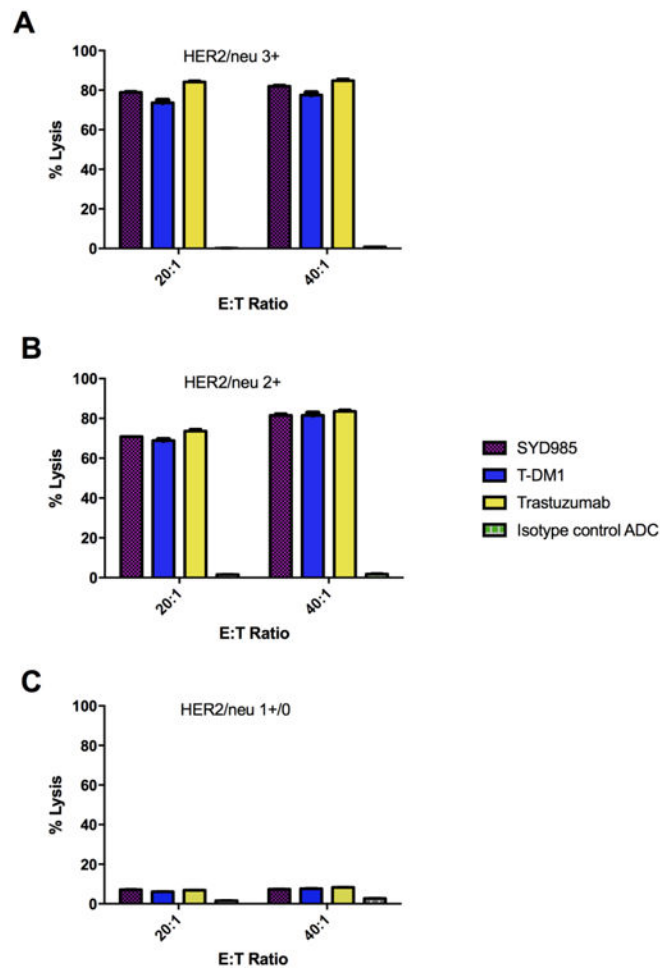 A
HER2/neu 3+
100
80
60
40
20
0
% Lysis
20:1
40:1
E:T Ratio
B
HER2/neu 2+
100
80
60
40
20
0
% Lysis
20:1
40:1
E:T Ratio
SYD985
T-DM1
Trastuzumab
Isotype control ADC
C
HER2/neu 1+/0
100
80
60
40
20
0
% Lysis
20:1
40:1
E:T Ratio